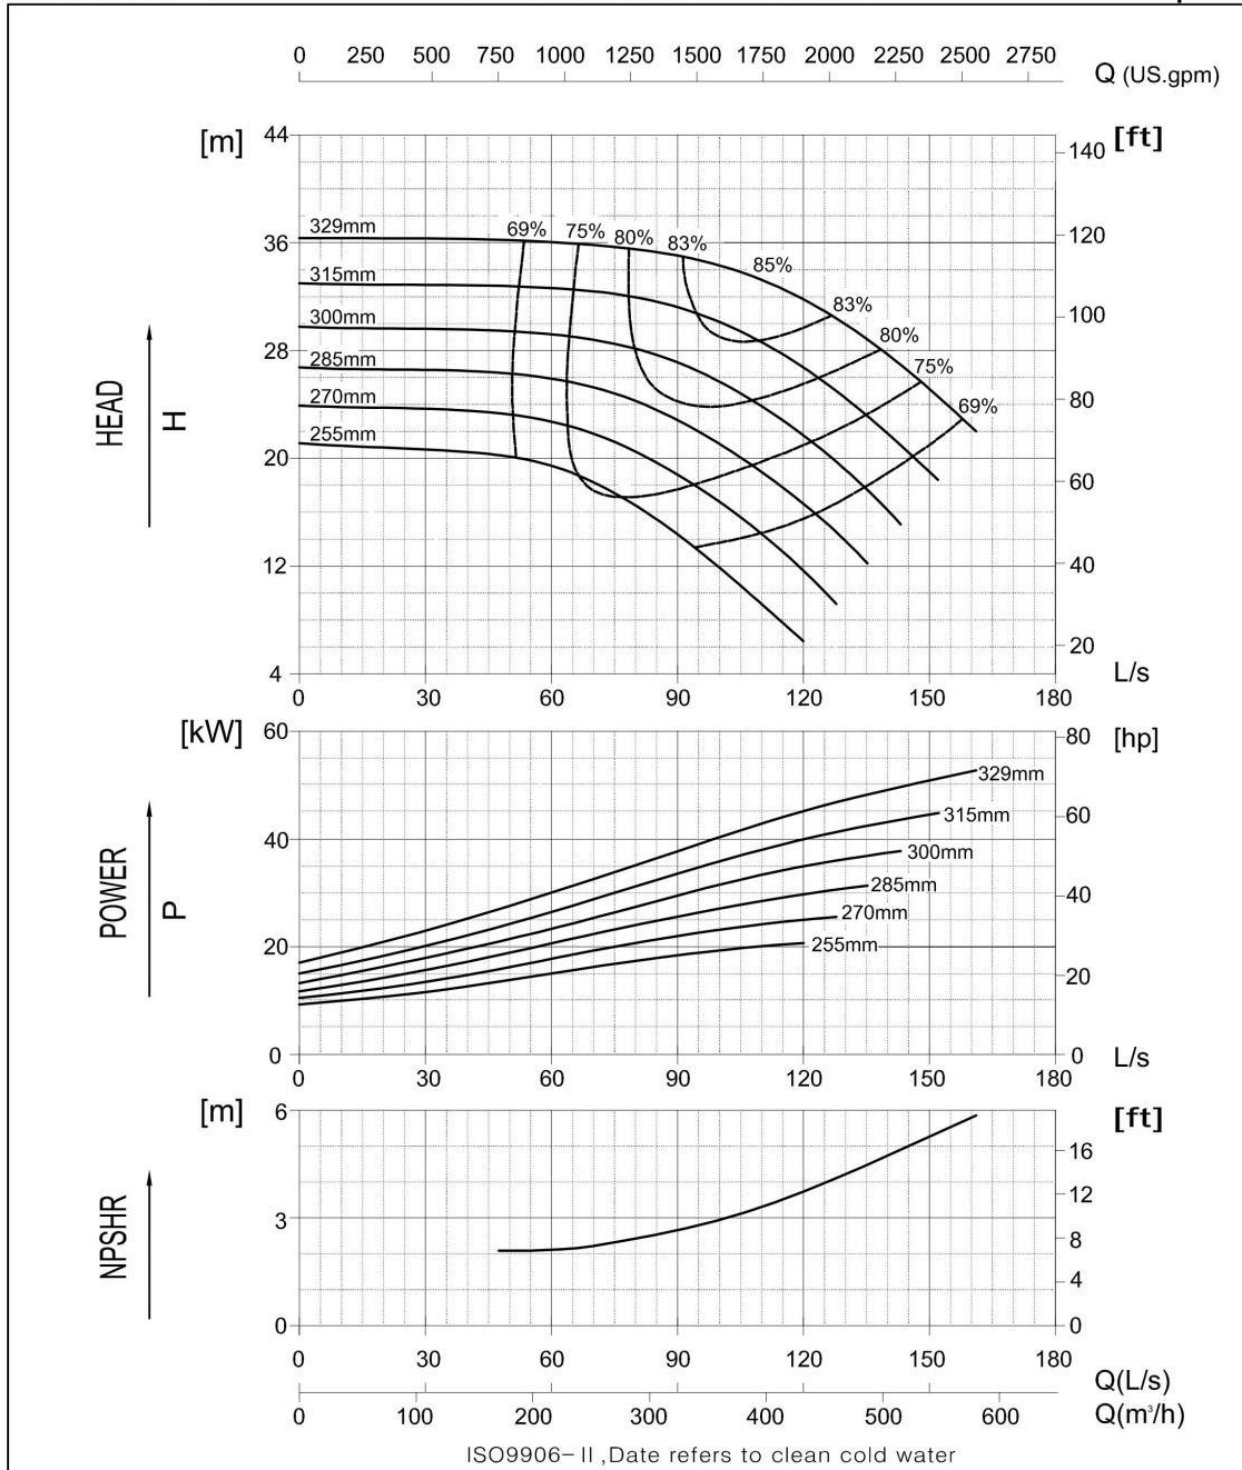 0 250 500 750 1000 1250 1500 1750 2000 2250 2500 2750
Q (US.gpm)
[m] 44 [ft]
140
329mm 69% 75% 80% 83% 120
36
85%
315mm
83%
300mm 100
28 80%
285mm 75%
270mm 80
69%
255mm
20
60
HEAD H
12 40
20
4 L/s
0 30 60 90 120 150 180
[kW] 60 80 [hp]
329mm
60
315mm
40
300mm
285mm 40
270mm
20 255mm
20
POWER P
0 0 L/s
0 30 60 90 120 150 180
[m] 6 [ft]
16
12
3
8
4
NPSHR
0 0
0 30 60 90 120 150 180
Q(L/s)
0 100 200 300 400 500 600 Q(m³/h)
ISO9906-II ,Date refers to clean cold water